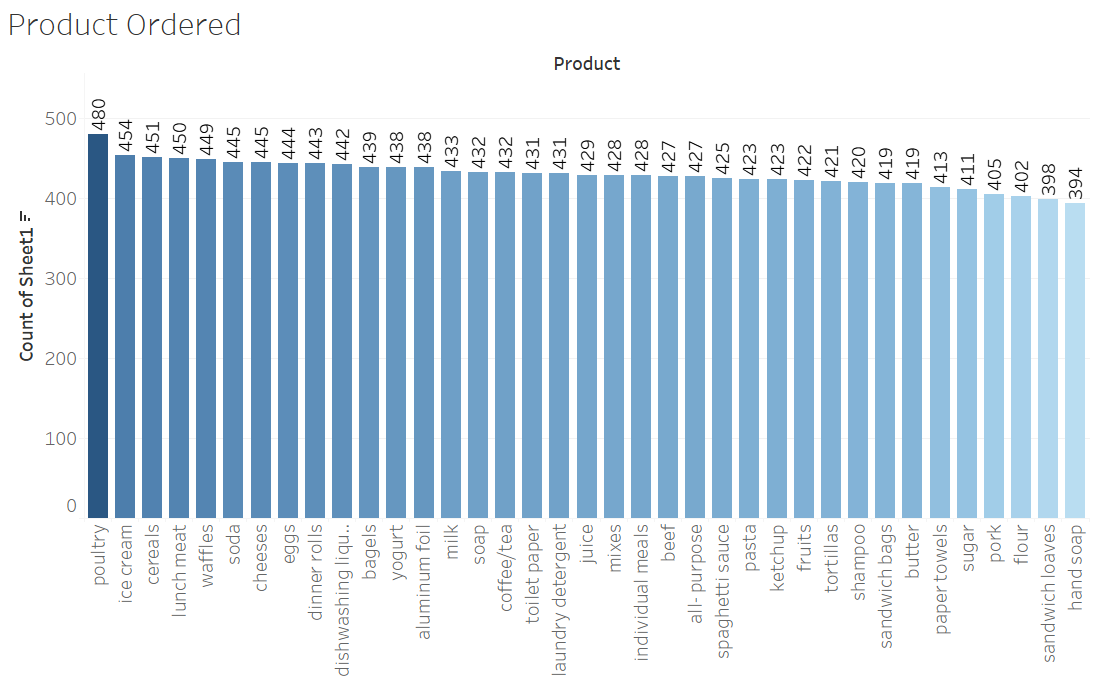 Product Ordered
Product
Count of Sheet1
500
400
300
200
100
0
480
454
451
450
449
445
445
444
443
442
439
438
438
433
432
432
431
431
429
428
428
427
427
425
423
423
422
421
420
419
419
413
411
405
402
398
394
poultry
ice cream
cereals
lunch meat
waffles
soda
cheeses
eggs
dinner rolls
dishwashing liqu..
bagels
yogurt
aluminum foil
milk
soap
coffee/tea
toilet paper
laundry detergent
juice
mixes
individual meals
beef
all- purpose
spaghetti sauce
pasta
ketchup
fruits
tortillas
shampoo
sandwich bags
butter
paper towels
sugar
pork
flour
sandwich loaves
hand soap